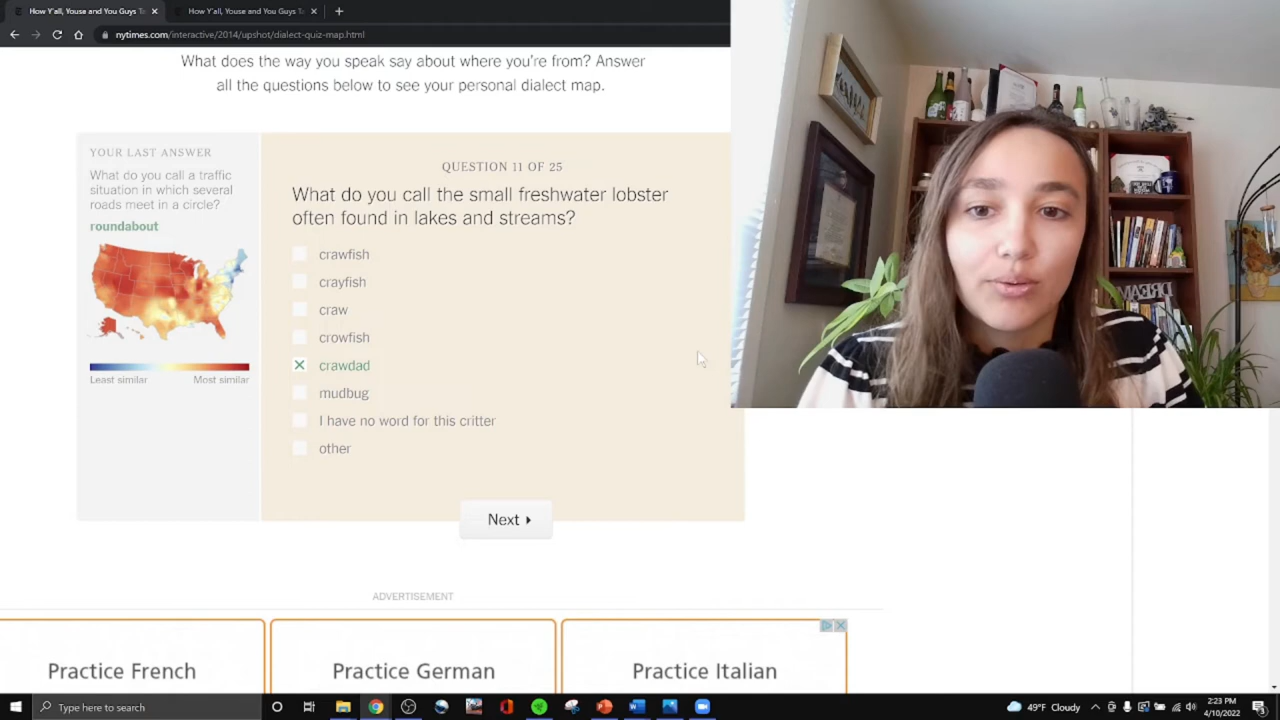 How Y'all, Youse and You Guys T
How Y'all, Youse and You Guys T
nytimes.com/interactive/2014/upshot/dialect-quiz-map.html
What does the way you speak say about where you're from? Answer
all the questions below to see your personal dialect map.
YOUR LAST ANSWER
What do you call a traffic
situation in which several
roads meet in a circle?
roundabout
Least similar
Most similar
QUESTION 11 OF 25
What do you call the small freshwater lobster
often found in lakes and streams?
crawfish
crayfish
craw
crowfish
crawdad
mudbug
I have no word for this critter
other
Next
DREAM
ADVERTISEMENT
Practice French
Practice German
Practice Italian
Type here to search
49°F Cloudy
2:23 PM
4/10/2022